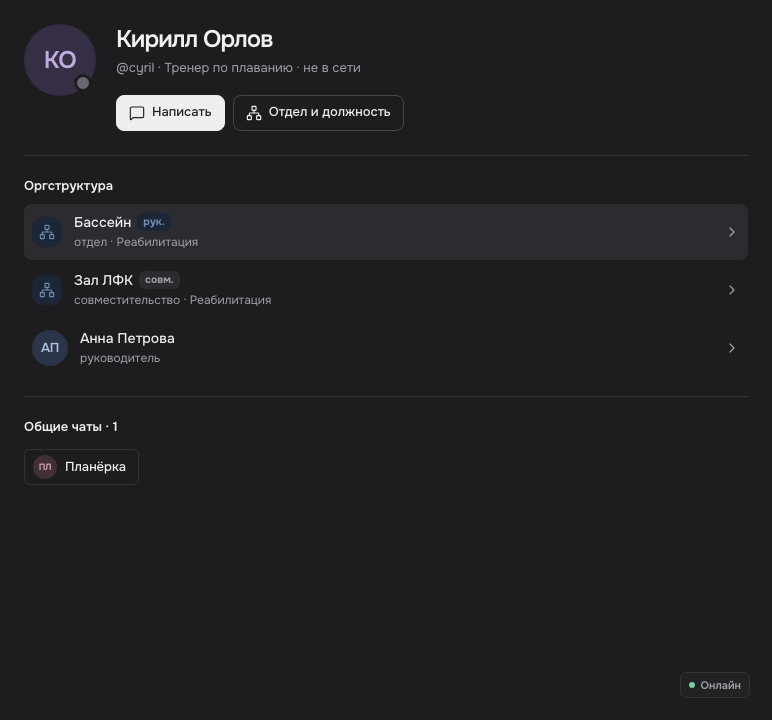 КО
Кирилл Орлов
@cyril · Тренер по плаванию · не в сети
Написать
Отдел и должность
Оргструктура
Бассейн рук.
отдел · Реабилитация
Зал ЛФК совм.
совместительство · Реабилитация
АП
Анна Петрова
руководитель
Общие чаты · 1
ПЛ
Планёрка
Онлайн